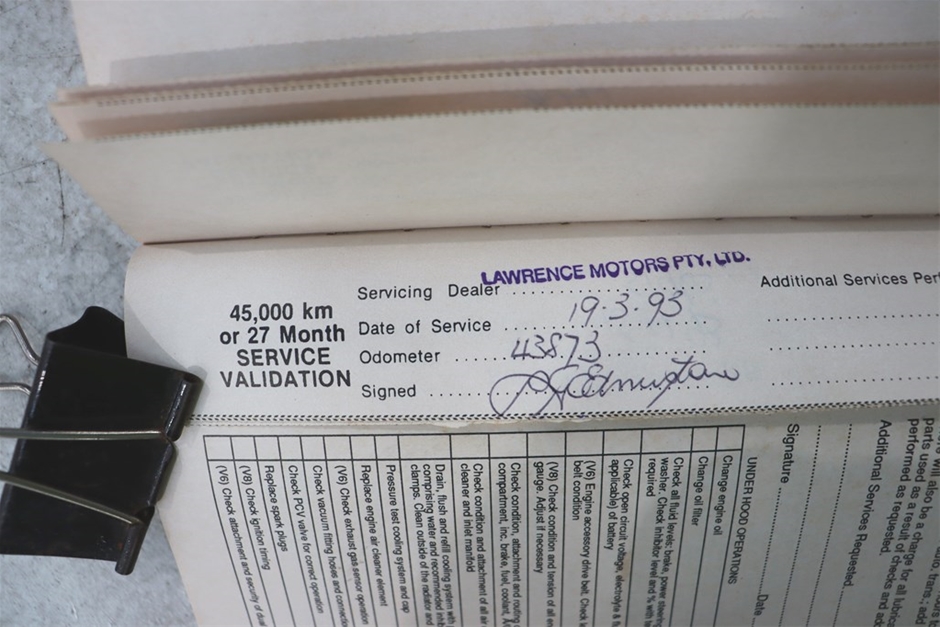 45,000 km
or 27 Month
SERVICE
VALIDATION
Servicing Dealer LAWRENCE MOTORS PTY. LTD.
Date of Service 19·3·93
Odometer 43873
Signed
Additional Services Per
UNDER HOOD OPERATIONS
Change engine oil
Change oil filter
Check all fluid levels: brake, power steering
washer. Check inhibitor level and % with
required
Check open circuit voltage, electrolyte &
applicable) of battery
(V6) Engine accessory drive belt. Check
belt condition
(V8) Check condition and tension of all
gauge. Adjust if necessary
Check condition, attachment and routing
compartment, inc. brake, fuel, coolant,
Check condition and attachment of all air
cleaner and inlet manifold
Drain, flush and refill cooling system with
comprising water and recommended
clamps. Clean outside of the radiator and
Pressure test cooling system and cap
Replace engine air cleaner element
(V6) Check exhaust gas sensor operation
Check vacuum fitting hoses and
Check PCV valve for correct operation
Replace spark plugs
(V8) Check ignition timing
(V6) Check attachment and security of
will also be a charge for all
parts used as a result of checks and
performed as requested.
Additional Services Requested
Signature
Date